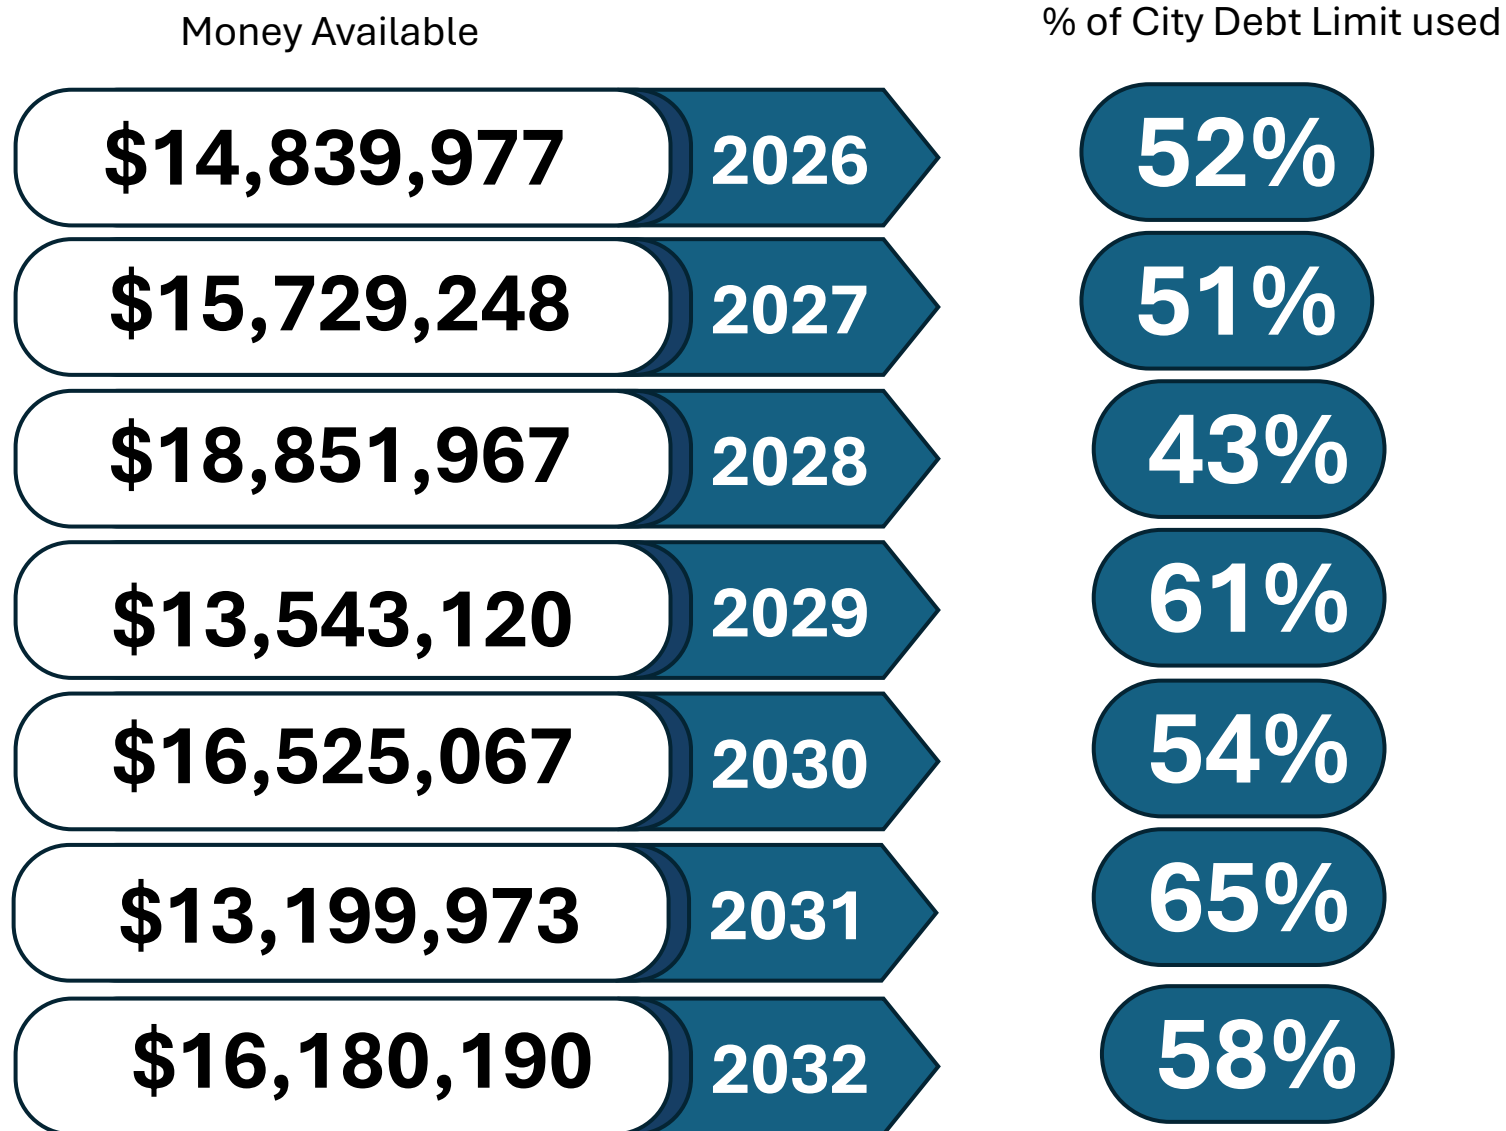 Money Available % of City Debt Limit used
$14,839,977 2026 52%
$15,729,248 2027 51%
$18,851,967 2028 43%
$13,543,120 2029 61%
$16,525,067 2030 54%
$13,199,973 2031 65%
$16,180,190 2032 58%